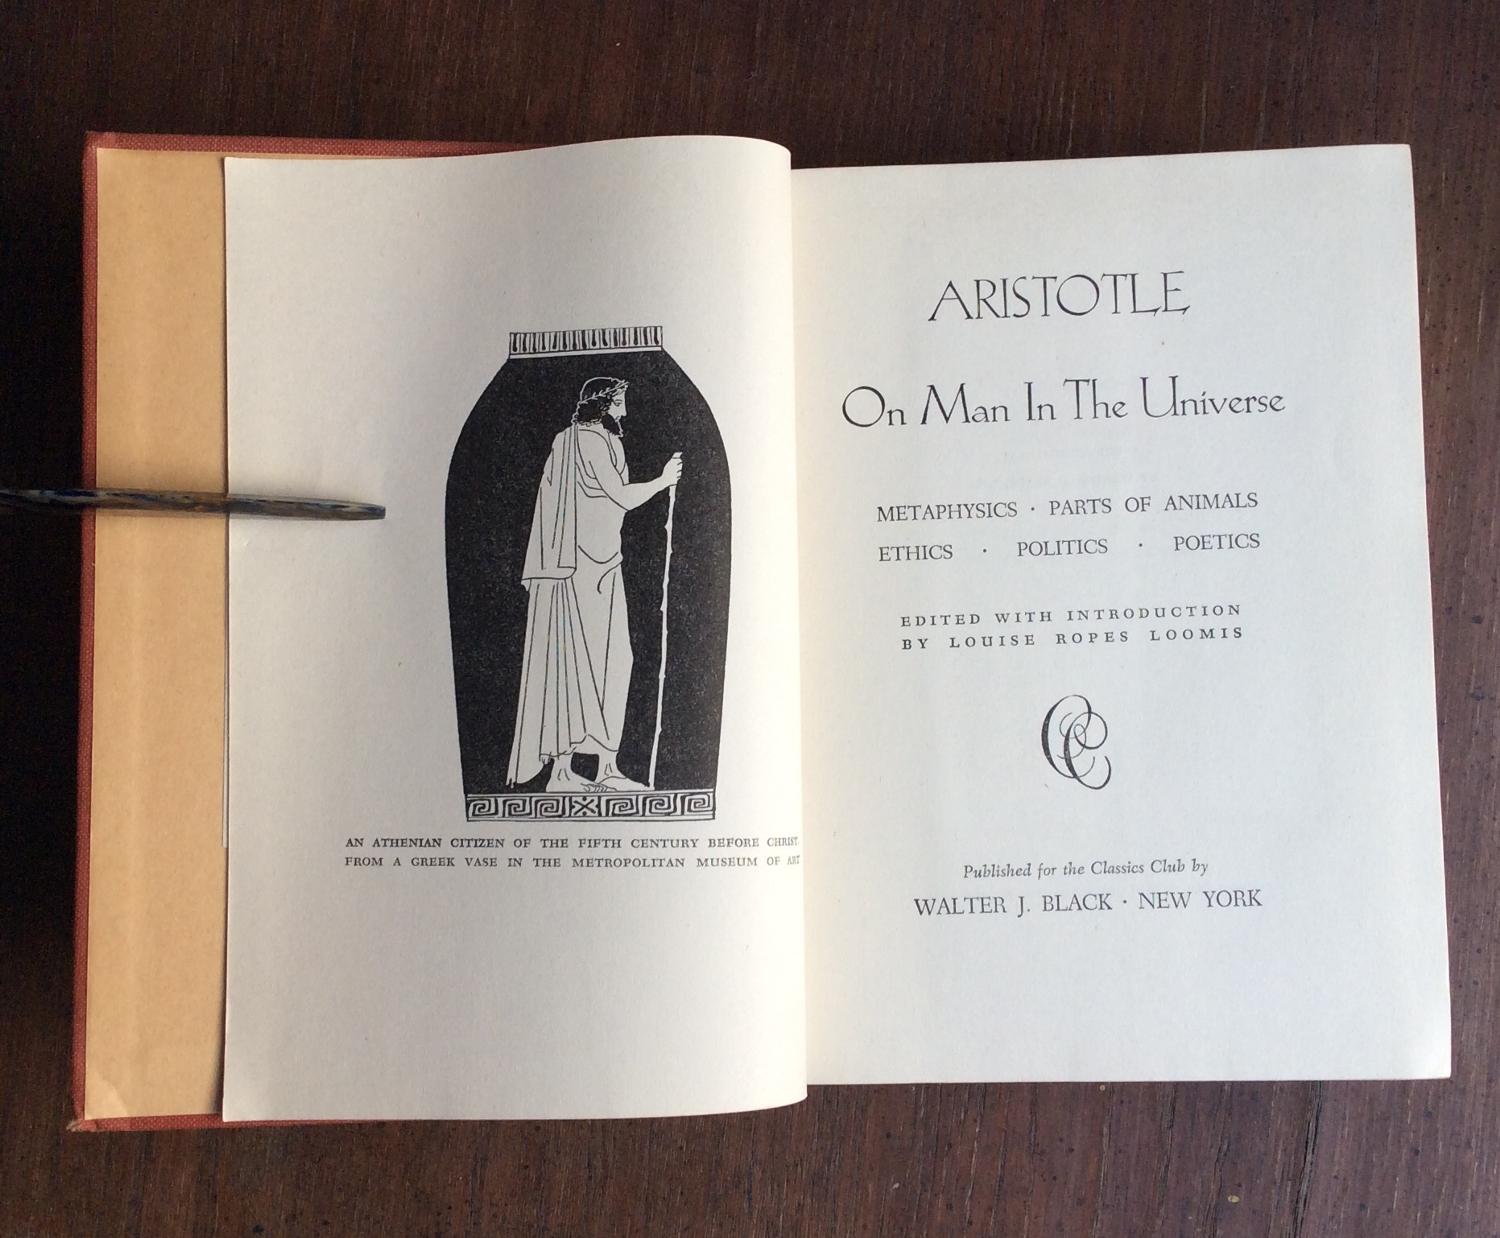 AN ATHENIAN CITIZEN OF THE FIFTH CENTURY BEFORE CHRIST
FROM A GREEK VASE IN THE METROPOLITAN MUSEUM OF ART
ARISTOTLE
On Man In The Universe
METAPHYSICS · PARTS OF ANIMALS
ETHICS · POLITICS · POETICS
EDITED WITH INTRODUCTION
BY LOUISE ROPES LOOMIS
CC
Published for the Classics Club by
WALTER J. BLACK · NEW YORK